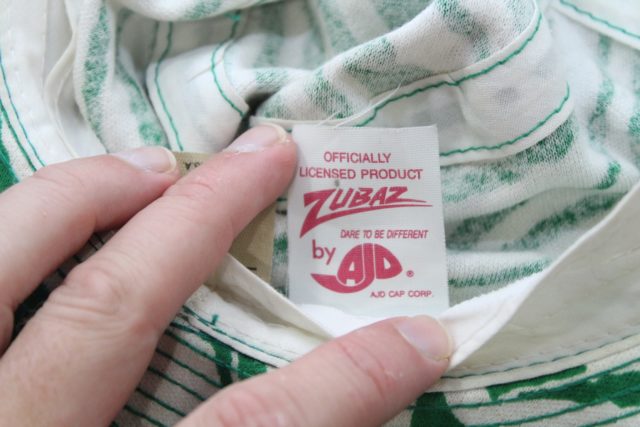 OFFICIALLY
LICENSED PRODUCT
ZUBAZ
DARE TO BE DIFFERENT
by AJD ®
AJD CAP CORP.